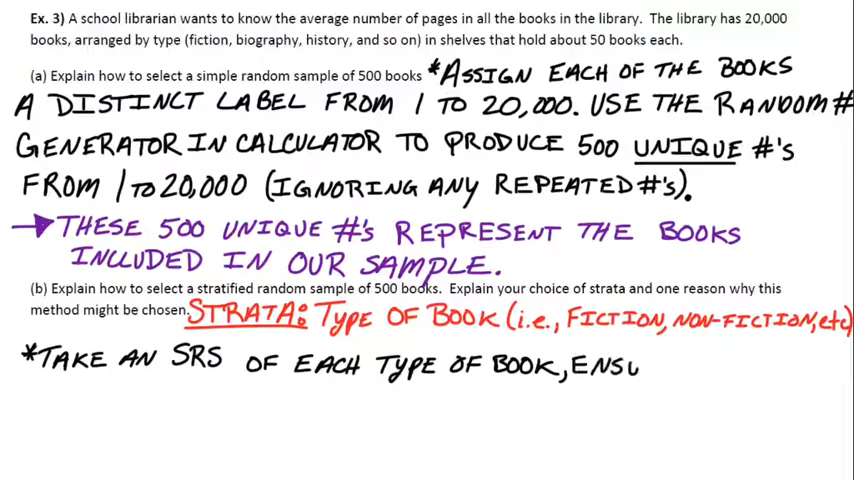 Ex. 3) A school librarian wants to know the average number of pages in all the books in the library. The library has 20,000
books, arranged by type (fiction, biography, history, and so on) in shelves that hold about 50 books each.
(a) Explain how to select a simple random sample of 500 books *ASSIGN EACH OF THE BOOKS
A DISTINCT LABEL FROM 1 TO 20,000. USE THE RANDOM #
GENERATOR IN CALCULATOR TO PRODUCE 500 UNIQUE #'S
FROM 1 TO 20,000 (IGNORING ANY REPEATED #'S).
→ THESE 500 UNIQUE #'S REPRESENT THE BOOKS
INCLUDED IN OUR SAMPLE.
(b) Explain how to select a stratified random sample of 500 books. Explain your choice of strata and one reason why this
method might be chosen. STRATA: TYPE OF BOOK (i.e., FICTION, NON-FICTION, etc)
*TAKE AN SRS OF EACH TYPE OF BOOK, ENSU